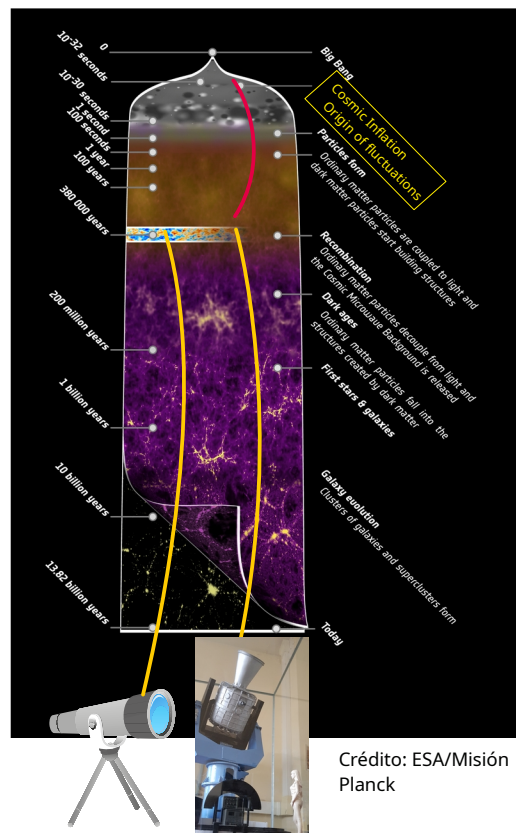 0
10-32 seconds
10-30 seconds
1 second
100 seconds
1 year
100 years
380 000 years
200 million years
1 billion years
10 billion years
13.82 billion years
Big Bang
Cosmic Inflation
Origin of fluctuations
Particles form
Ordinary matter particles are coupled to light and
dark matter particles start building structures
Recombination
Ordinary matter particles decouple from light and
the Cosmic Microwave Background is released
Dark ages
Ordinary matter particles fall into the
structures created by dark matter
First stars & galaxies
Galaxy evolution
Clusters of galaxies and superclusters form
Today
Crédito: ESA/Misión
Planck